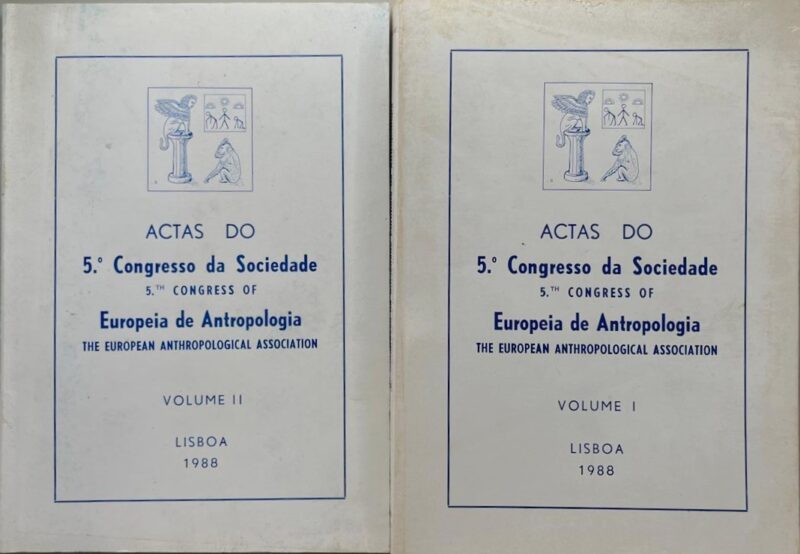 ACTAS DO
5.º Congresso da Sociedade
5.TH CONGRESS OF
Europeia de Antropologia
THE EUROPEAN ANTHROPOLOGICAL ASSOCIATION
VOLUME II
LISBOA
1988
ACTAS DO
5.º Congresso da Sociedade
5.TH CONGRESS OF
Europeia de Antropologia
THE EUROPEAN ANTHROPOLOGICAL ASSOCIATION
VOLUME I
LISBOA
1988